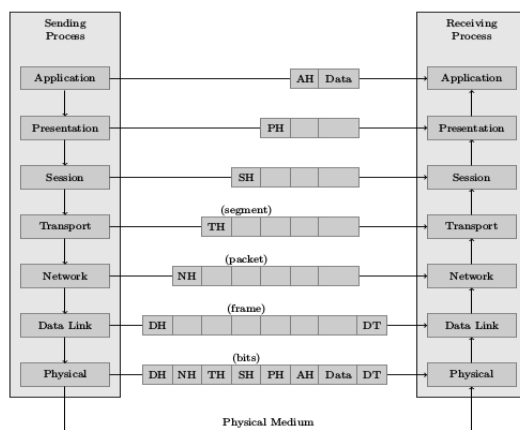 Sending
Process
Receiving
Process
Application
AH Data
Application
Presentation
PH
Presentation
Session
SH
Session
(segment)
Transport
TH
Transport
(packet)
Network
NH
Network
(frame)
Data Link
DH DT
Data Link
(bits)
Physical
DH NH TH SH PH AH Data DT
Physical
Physical Medium